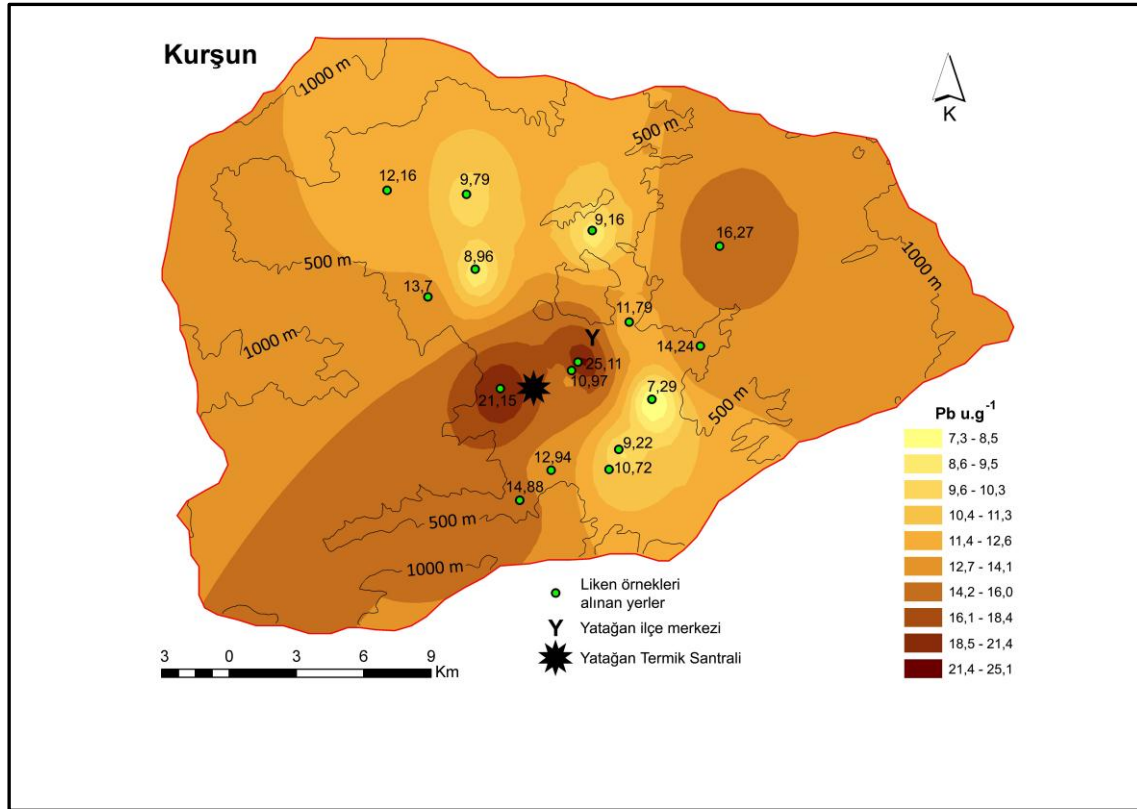 Kurşun
1000 m
K
500 m
12,16
9,79
9,16
16,27
500 m
8,96
1000 m
13,7
11,79
1000 m
Y
14,24
25,11
10,97
21,15
7,29
500 m
9,22
12,94
10,72
14,88
500 m
1000 m
Pb u.g-1
7,3 - 8,5
8,6 - 9,5
9,6 - 10,3
10,4 - 11,3
11,4 - 12,6
12,7 - 14,1
14,2 - 16,0
16,1 - 18,4
18,5 - 21,4
21,4 - 25,1
Liken örnekleri
alınan yerler
Y Yatağan ilçe merkezi
Yatağan Termik Santrali
3 0 3 6 9
Km